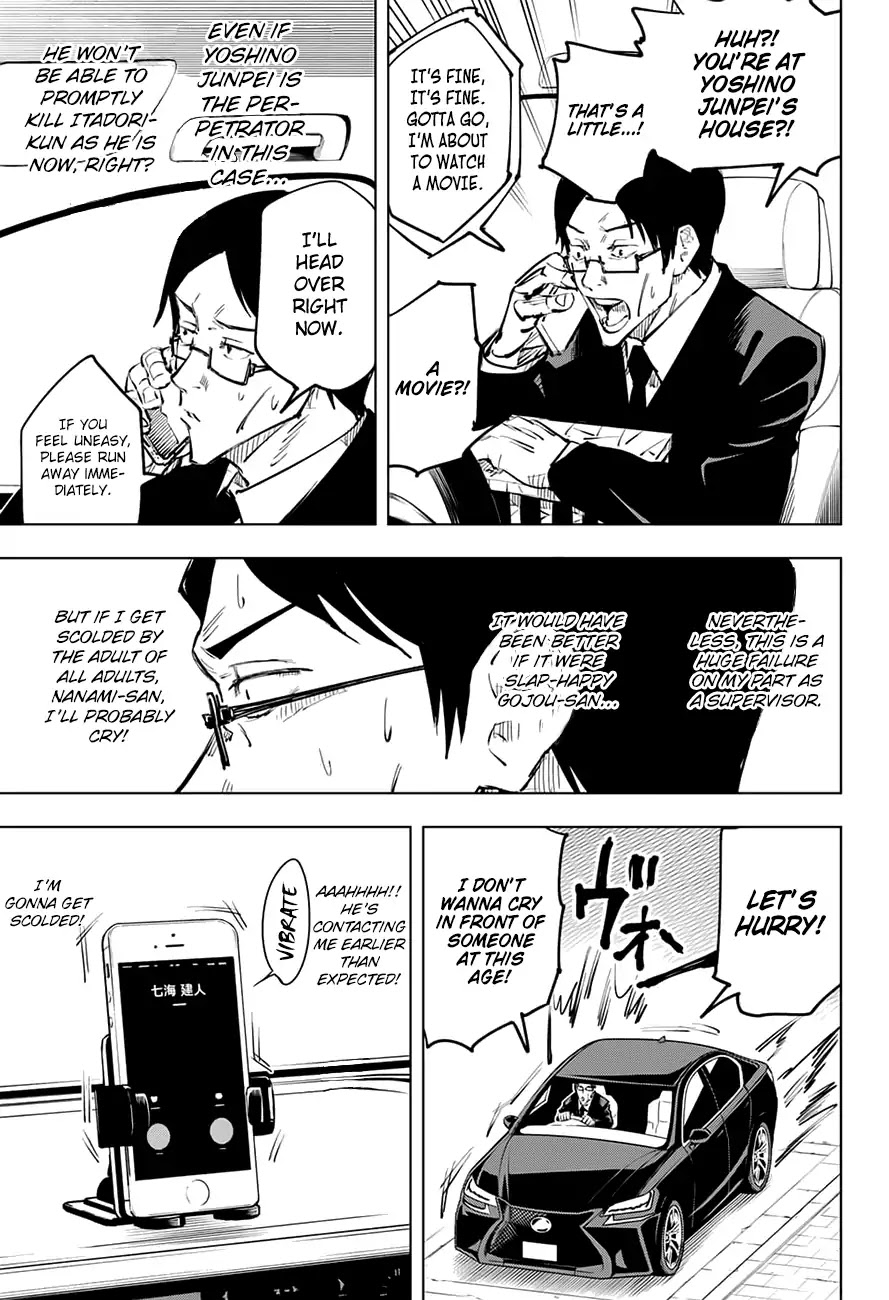 HUH?!
YOU'RE AT
YOSHINO
JUNPEI'S
HOUSE?!
THAT'S A
LITTLE...!
IT'S FINE,
IT'S FINE.
GOTTA GO,
I'M ABOUT
TO WATCH
A MOVIE.
A
MOVIE?!
EVEN IF
YOSHINO
JUNPEI IS
THE PER-
PETRATOR
IN THIS
CASE...
HE WON'T
BE ABLE TO
PROMPTLY
KILL ITADORI-
KUN AS HE IS
NOW, RIGHT?
I'LL
HEAD
OVER
RIGHT
NOW.
IF YOU
FEEL UNEASY,
PLEASE RUN
AWAY IMME-
DIATELY.
NEVERTHE-
LESS, THIS IS A
HUGE FAILURE
ON MY PART AS
A SUPERVISOR.
IT WOULD HAVE
BEEN BETTER
IF IT WERE
SLAP-HAPPY
GOJOU-SAN...
BUT IF I GET
SCOLDED BY
THE ADULT OF
ALL ADULTS,
NANAMI-SAN,
I'LL PROBABLY
CRY!
LET'S
HURRY!
ヴォ
I DON'T
WANNA CRY
IN FRONT OF
SOMEONE
AT THIS
AGE!
AAAHHHH!!
HE'S
CONTACTING
ME EARLIER
THAN
EXPECTED!
VIBRATE
七海 建人
I'M
GONNA GET
SCOLDED!